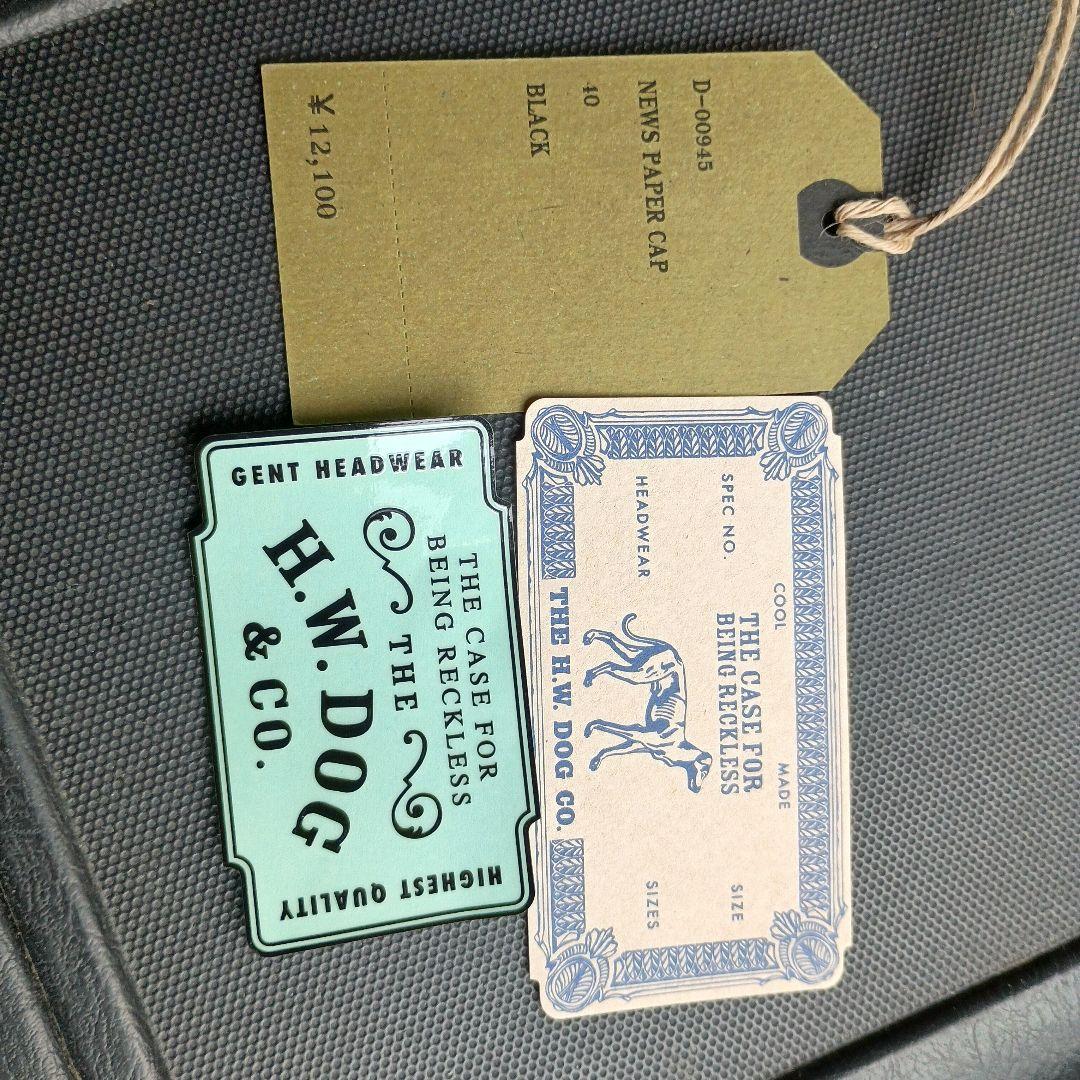 D-00945
NEWS PAPER CAP
40
BLACK
¥12,100
COOL MADE
SPEC NO. THE CASE FOR SIZE
BEING RECKLESS
HEADWEAR SIZES
THE H.W. DOG CO.
GENT HEADWEAR
THE CASE FOR
BEING RECKLESS
THE
H.W. DOG
& CO.
HIGHEST QUALITY